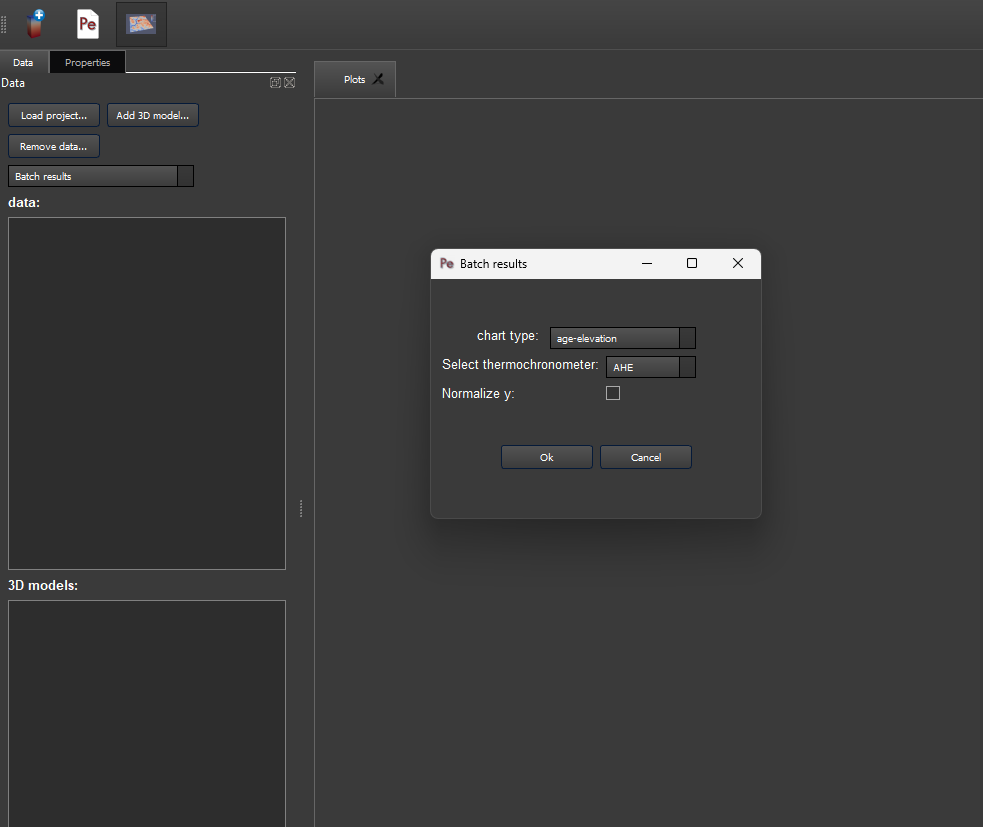 Pe
Data
Properties
Data
Plots
Load project...
Add 3D model...
Remove data...
Batch results
data:
Pe Batch results
chart type: age-elevation
Select thermochronometer: AHE
Normalize y:
Ok
Cancel
3D models: